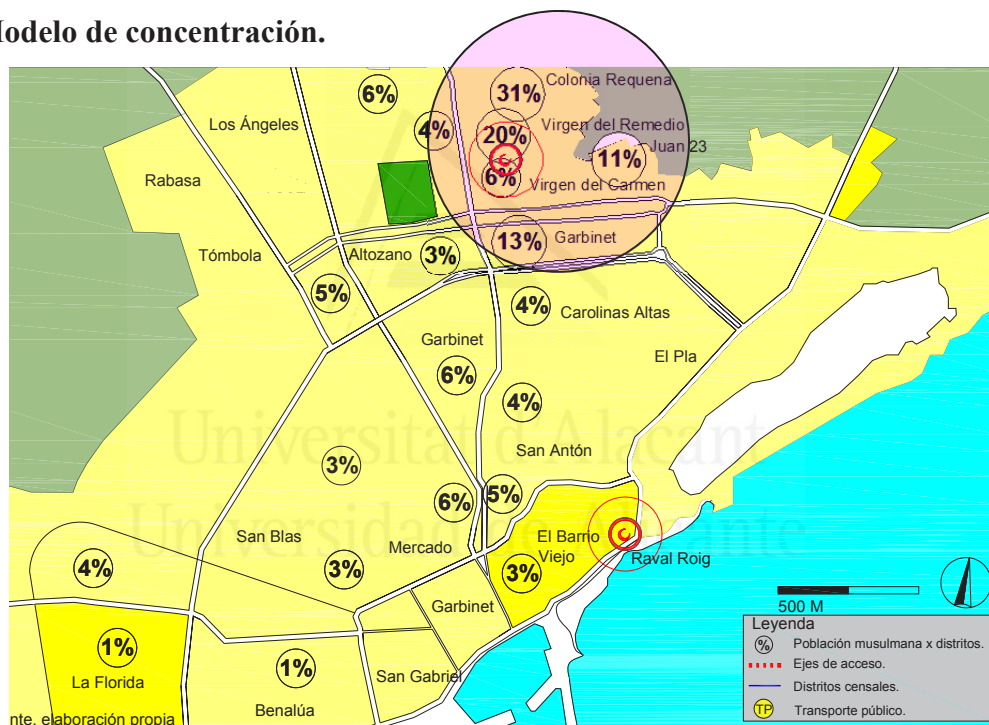 Modelo de concentración.
Colonia Requena
6%
31%
Los Ángeles
4%
20%
Virgen del Remedio
Juan 23
11%
Rabasa
6%
Virgen del Carmen
13%
Garbinet
Tómbola
Altozano
3%
5%
4%
Carolinas Altas
Garbinet
El Pla
6%
4%
Universitat d'Alacant
San Antón
3%
6%
5%
San Blas
Mercado
El Barrio
Viejo
Universidad de Alicante
Raval Roig
4%
3%
3%
500 M
Garbinet
1%
La Florida
1%
San Gabriel
Benalúa
Leyenda
% Población musulmana x distritos.
Ejes de acceso.
Distritos censales.
TP Transporte público.
nte, elaboración propia